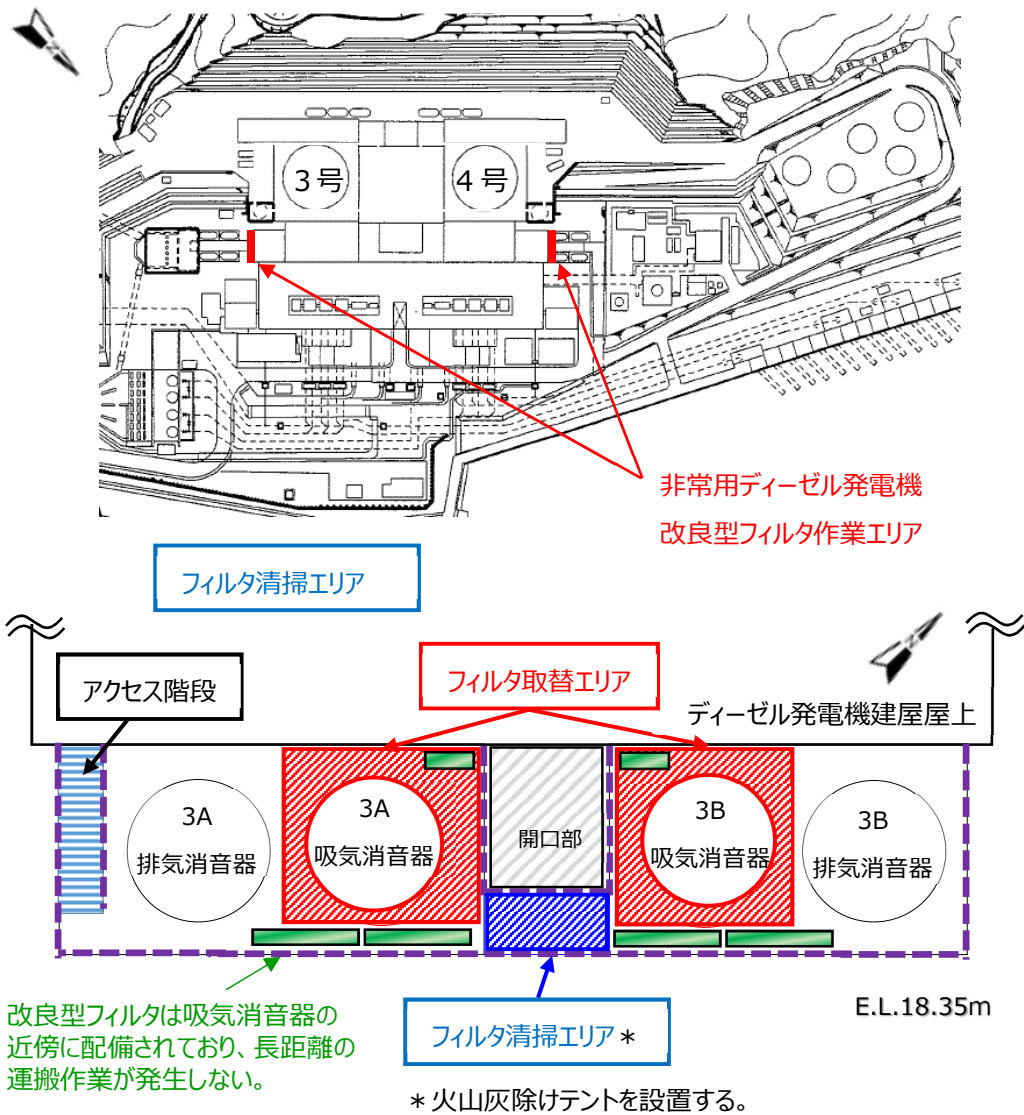 ３号
４号
非常用ディーゼル発電機
改良型フィルタ作業エリア
フィルタ清掃エリア
アクセス階段
フィルタ取替エリア
ディーゼル発電機建屋屋上
3A
排気消音器
3A
吸気消音器
開口部
3B
吸気消音器
3B
排気消音器
改良型フィルタは吸気消音器の
近傍に配備されており、長距離の
運搬作業が発生しない。
フィルタ清掃エリア＊
E.L.18.35m
＊火山灰除けテントを設置する。